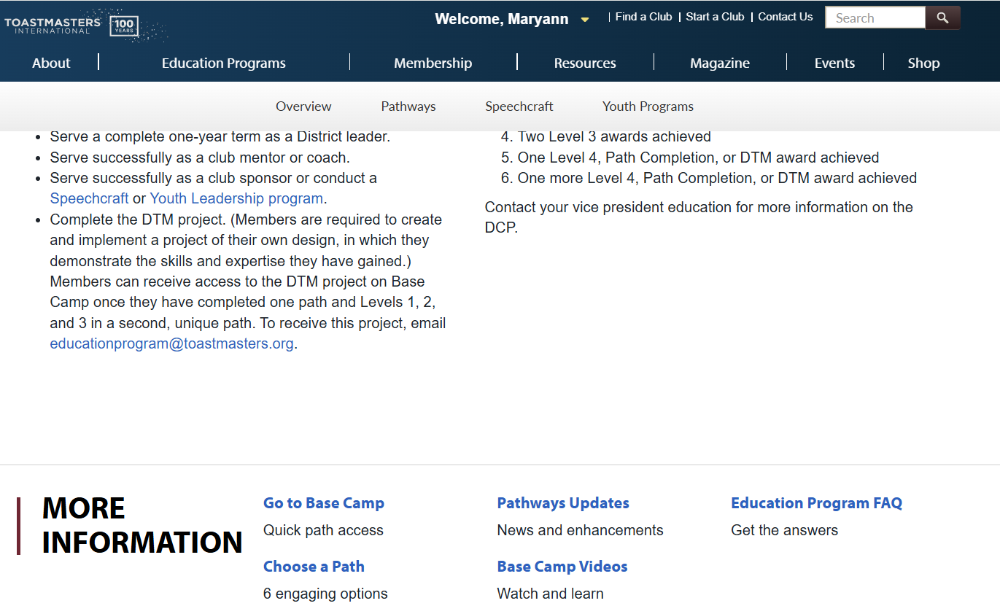 TOASTMASTERS
INTERNATIONAL
100
YEARS
Welcome, Maryann
Find a Club
Start a Club
Contact Us
Search
About
Education Programs
Membership
Resources
Magazine
Events
Shop
Overview
Pathways
Speechcraft
Youth Programs
• Serve a complete one-year term as a District leader.
• Serve successfully as a club mentor or coach.
• Serve successfully as a club sponsor or conduct a
Speechcraft or Youth Leadership program.
• Complete the DTM project. (Members are required to create
and implement a project of their own design, in which they
demonstrate the skills and expertise they have gained.)
Members can receive access to the DTM project on Base
Camp once they have completed one path and Levels 1, 2,
and 3 in a second, unique path. To receive this project, email
educationprogram@toastmasters.org.
4. Two Level 3 awards achieved
5. One Level 4, Path Completion, or DTM award achieved
6. One more Level 4, Path Completion, or DTM award achieved
Contact your vice president education for more information on the
DCP.
MORE
INFORMATION
Go to Base Camp
Quick path access
Choose a Path
6 engaging options
Pathways Updates
News and enhancements
Base Camp Videos
Watch and learn
Education Program FAQ
Get the answers